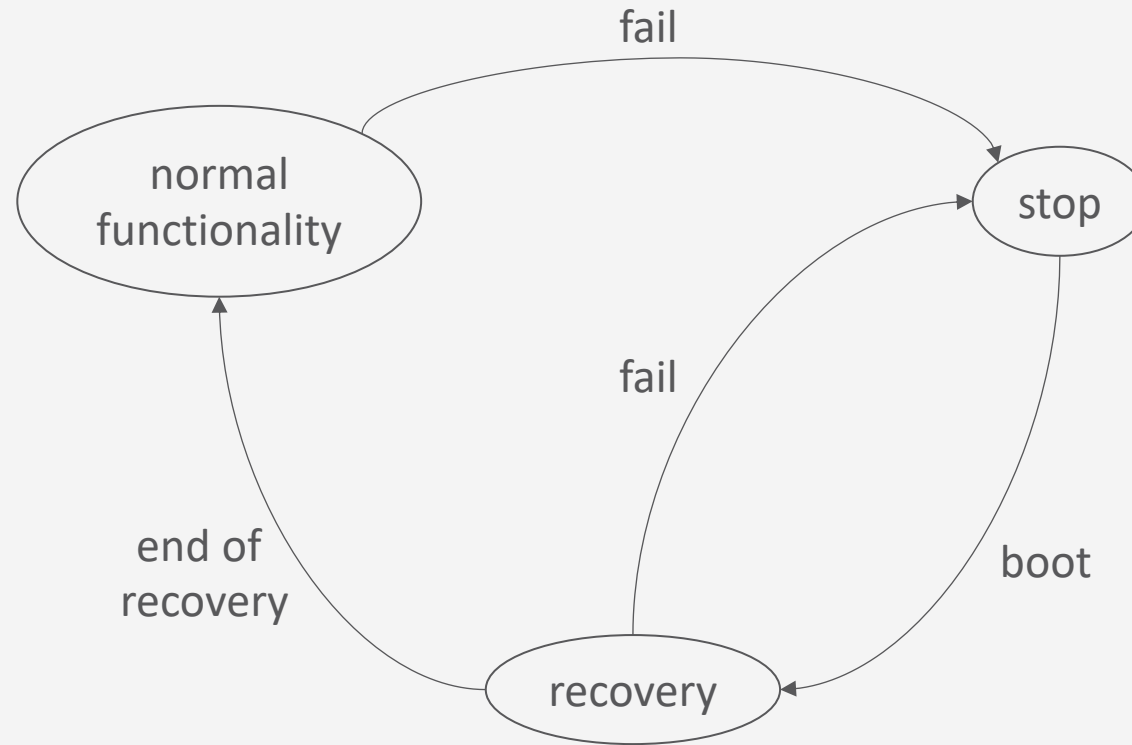 fail
normal
functionality
stop
fail
end of
recovery
boot
recovery